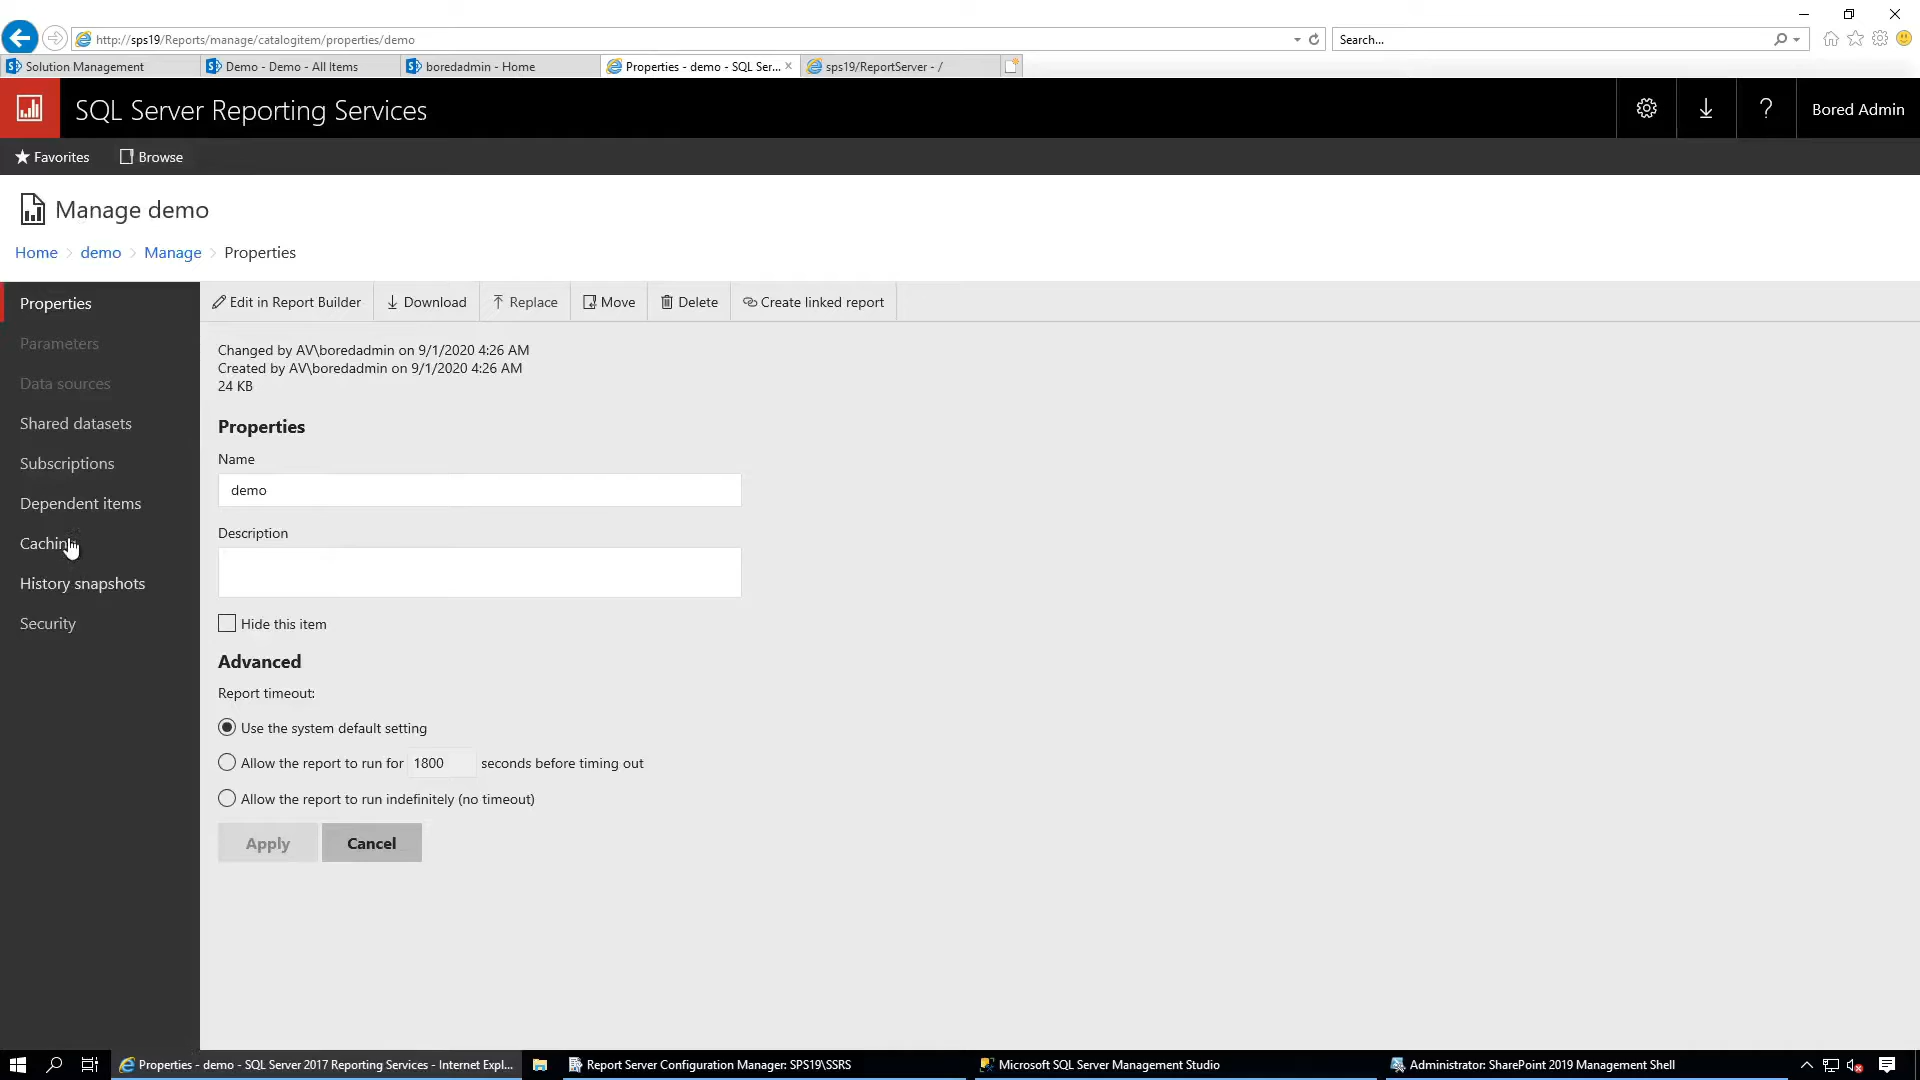 http://sps19/Reports/manage/catalogitem/properties/demo
Search...
Solution Management
Demo - Demo - All Items
boredadmin - Home
Properties - demo - SQL Ser...
sps19/ReportServer - /
SQL Server Reporting Services
?
Bored Admin
Favorites
Browse
Manage demo
Home > demo > Manage > Properties
Properties
Parameters
Data sources
Shared datasets
Subscriptions
Dependent items
Caching
History snapshots
Security
Edit in Report Builder
Download
Replace
Move
Delete
Create linked report
Changed by AV\boredadmin on 9/1/2020 4:26 AM
Created by AV\boredadmin on 9/1/2020 4:26 AM
24 KB
Properties
Name
demo
Description
Hide this item
Advanced
Report timeout:
Use the system default setting
Allow the report to run for 1800 seconds before timing out
Allow the report to run indefinitely (no timeout)
Apply
Cancel
Properties - demo - SQL Server 2017 Reporting Services - Internet Expl...
Report Server Configuration Manager: SPS19\SSRS
Microsoft SQL Server Management Studio
Administrator: SharePoint 2019 Management Shell